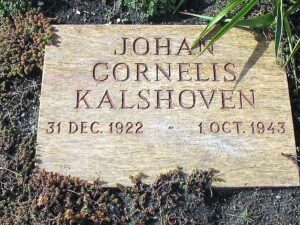 JOHAN
CORNELIS
KALSHOVEN
31 DEC. 1922 - 1 OCT. 1943